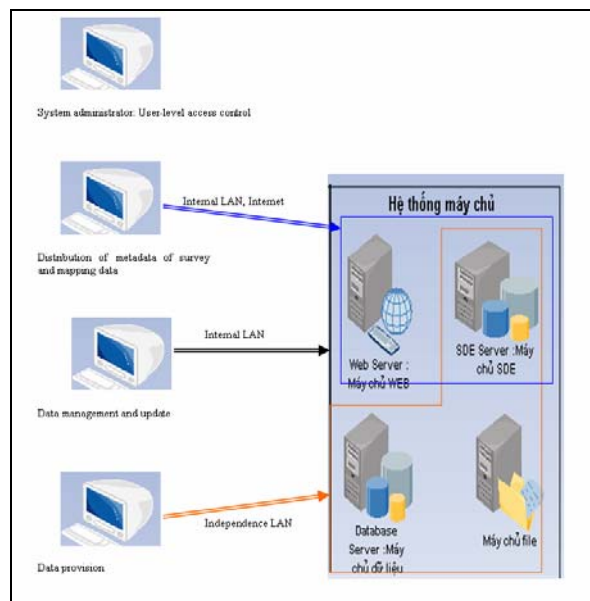 System administrator: User-level access control
Internal LAN, Internet
Hệ thống máy chủ
Distribution of metadata of survey
and mapping data
Web Server :
Máy chủ WEB
SDE Server :Máy
chủ SDE
Internal LAN
Data management and update
Independence LAN
Data provision
Database
Server :Máy
chủ dữ liệu
Máy chủ file